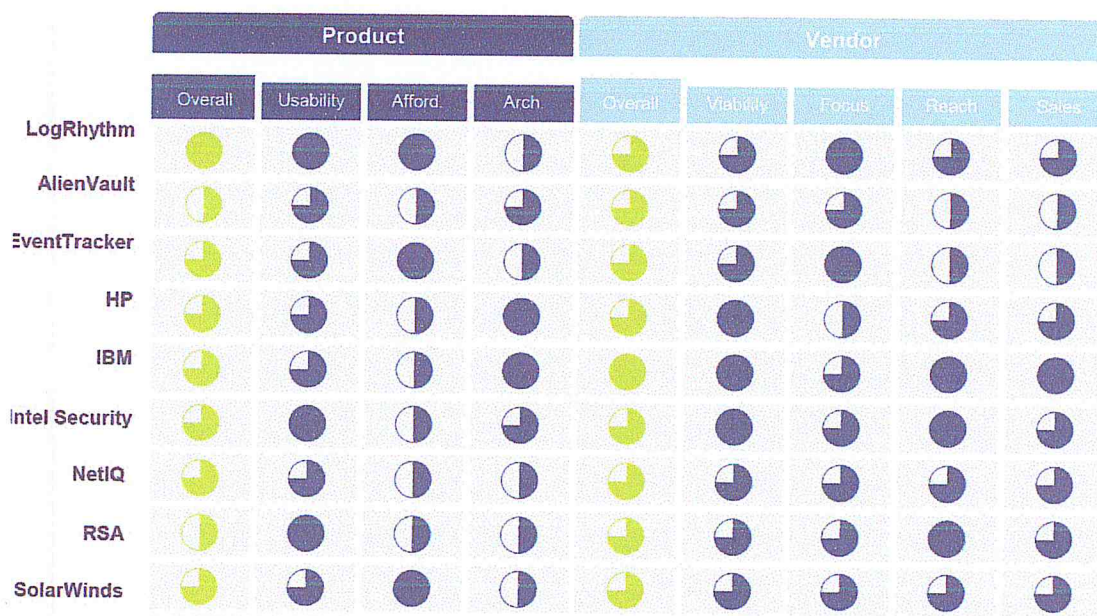 Product Vendor
Overall Usability Afford. Arch. Overall Viability Focus Reach Sales
LogRhythm
AlienVault
EventTracker
HP
IBM
Intel Security
NetIQ
RSA
SolarWinds